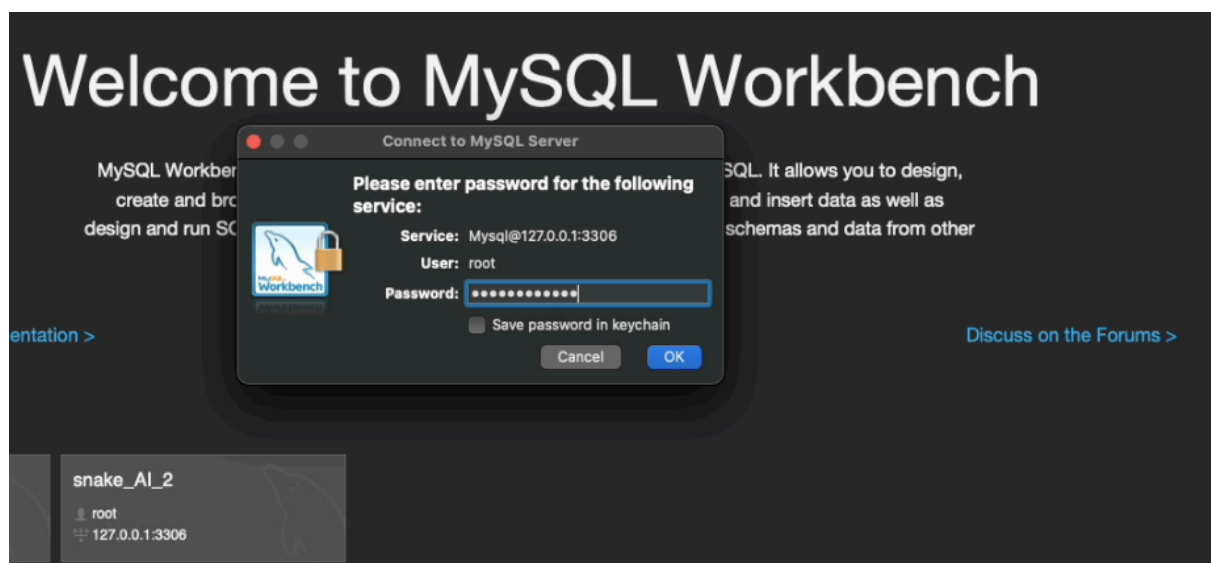 Welcome to MySQL Workbench
Connect to MySQL Server
MySQL Workben
SQL. It allows you to design,
create and bro
and insert data as well as
design and run SQ
schemas and data from other
Please enter password for the following
service:
Service: Mysql@127.0.0.1:3306
User: root
Password: ••••••••••••
MySQL
Workbench
Save password in keychain
Cancel OK
entation >
Discuss on the Forums >
snake_AI_2
root
127.0.0.1:3306